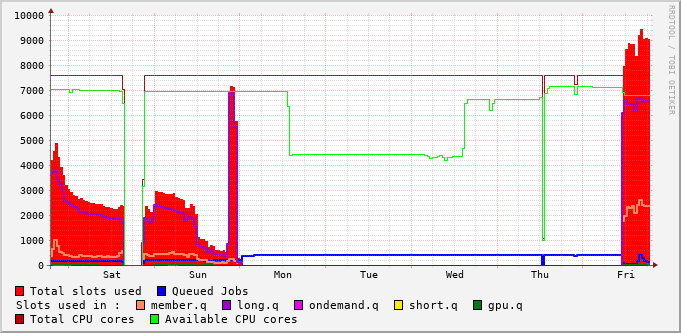 10000
9000
8000
7000
6000
5000
4000
3000
2000
1000
0
Sat Sun Mon Tue Wed Thu Fri
RRDTOOL / TOBI OETIKER
Total slots used Queued Jobs
Slots used in : member.q long.q ondemand.q short.q gpu.q
Total CPU cores Available CPU cores